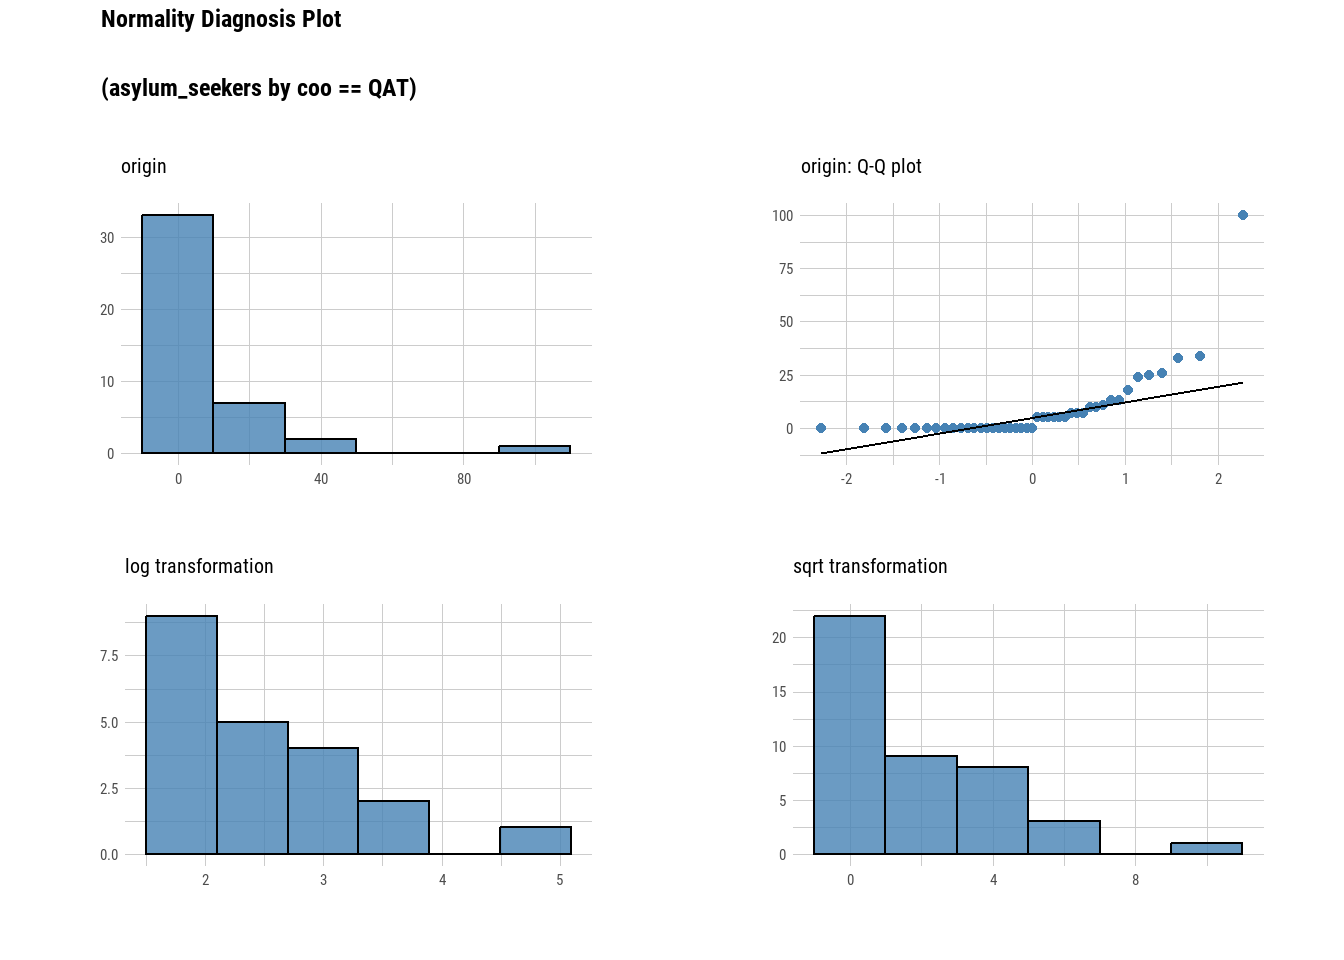 Normality Diagnosis Plot
(asylum_seekers by coo == QAT)
origin
30
20
10
0
0 40 80
origin: Q-Q plot
100
75
50
25
0
-2 -1 0 1 2
log transformation
7.5
5.0
2.5
0.0
2 3 4 5
sqrt transformation
20
15
10
5
0
0 4 8